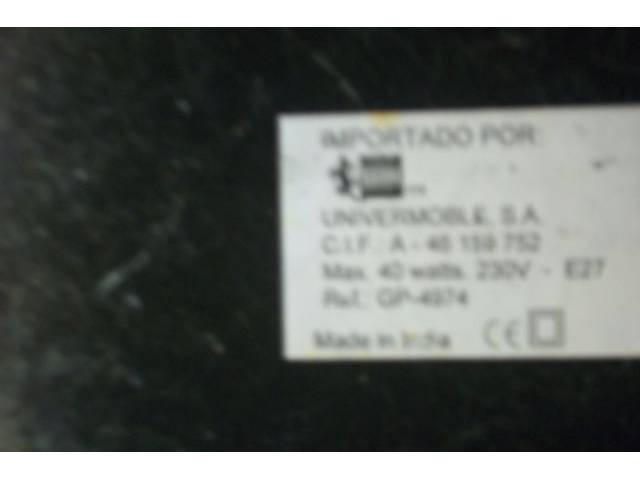 IMPORTADO POR:
UNIVERMOBLE, S.A.
C.I.F.: A - 46 159 752
Max. 40 watts. 230V - E27
Ref.: GP-4974
Made in India CE